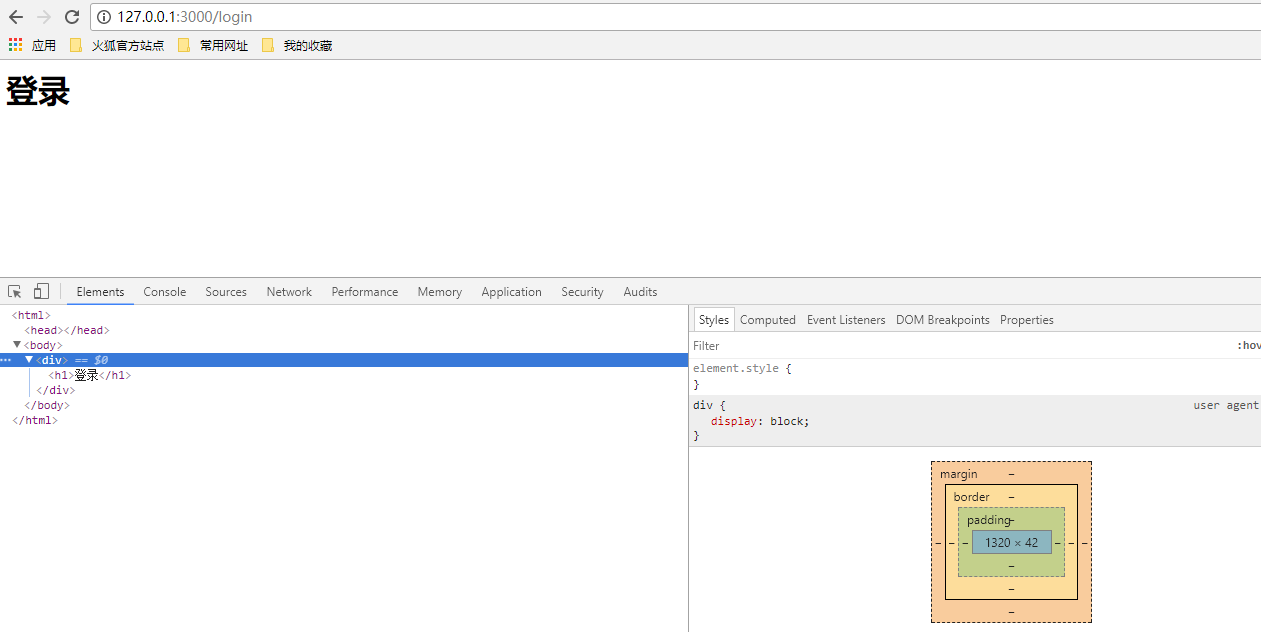 127.0.0.1:3000/login
应用 火狐官方站点 常用网址 我的收藏
登录
Elements Console Sources Network Performance Memory Application Security Audits
<html>
<head></head>
<body>
<div> == $0
<h1>登录</h1>
</div>
</body>
</html>
Styles Computed Event Listeners DOM Breakpoints Properties
Filter :hov
element.style {
}
div { user agent
display: block;
}
margin –
border –
padding –
– – – 1320 × 42 – – –
–
–
–